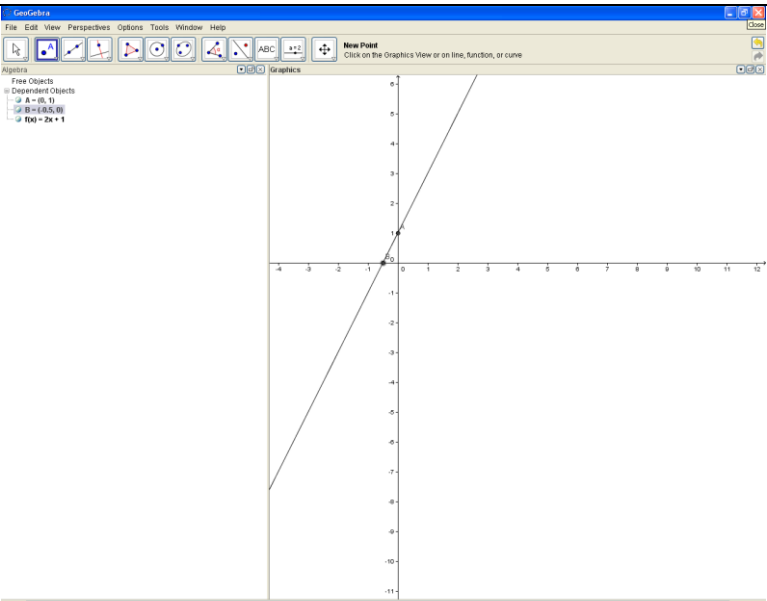 GeoGebra
File Edit View Perspectives Options Tools Window Help
Close
ABC
a=2
New Point
Click on the Graphics View or on line, function, or curve
Algebra
Graphics
Free Objects
Dependent Objects
A = (0, 1)
B = (-0.5, 0)
f(x) = 2x + 1
6
5
4
3
2
1
A
B
0
-4 -3 -2 -1 0 1 2 3 4 5 6 7 8 9 10 11 12
-1
-2
-3
-4
-5
-6
-7
-8
-9
-10
-11